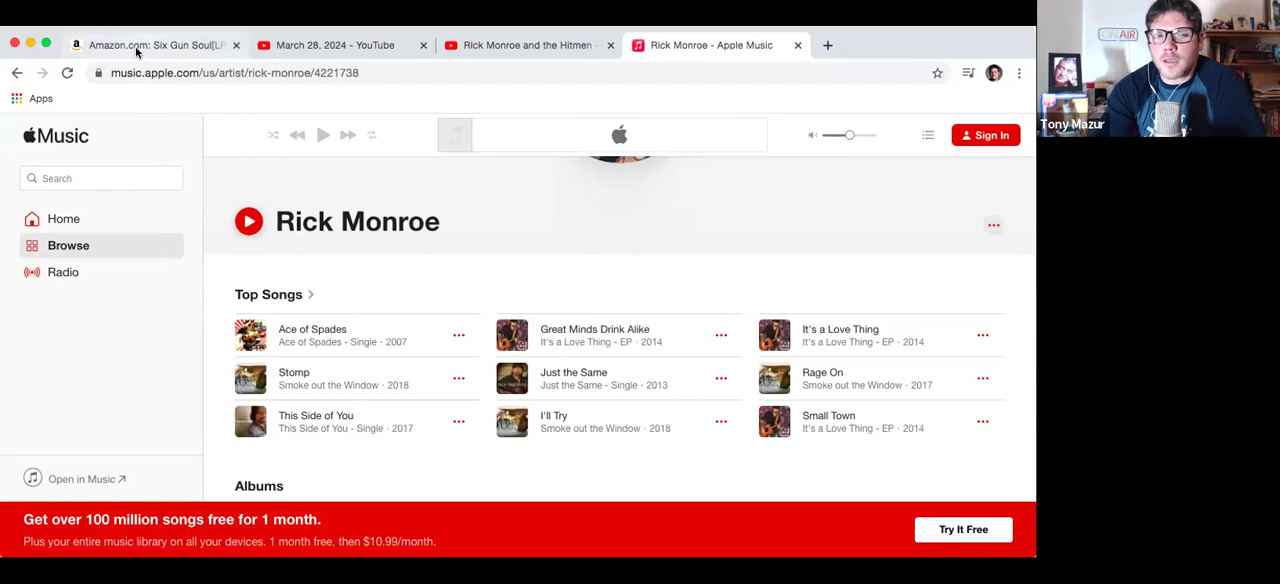 Amazon.com: Six Gun Soul[LP
March 28, 2024 - YouTube
Rick Monroe and the Hitmen -
Rick Monroe - Apple Music
music.apple.com/us/artist/rick-monroe/4221738
Apps
Music
Sign In
Search
Home
Browse
Radio
Open in Music
Rick Monroe
Top Songs
Ace of Spades
Ace of Spades - Single · 2007
Great Minds Drink Alike
It's a Love Thing - EP · 2014
It's a Love Thing
It's a Love Thing - EP · 2014
Stomp
Smoke out the Window · 2018
Just the Same
Just the Same - Single · 2013
Rage On
Smoke out the Window · 2017
This Side of You
This Side of You - Single · 2017
I'll Try
Smoke out the Window · 2018
Small Town
It's a Love Thing - EP · 2014
Albums
Get over 100 million songs free for 1 month.
Plus your entire music library on all your devices. 1 month free, then $10.99/month.
Try It Free
ON AIR
Tony Mazur